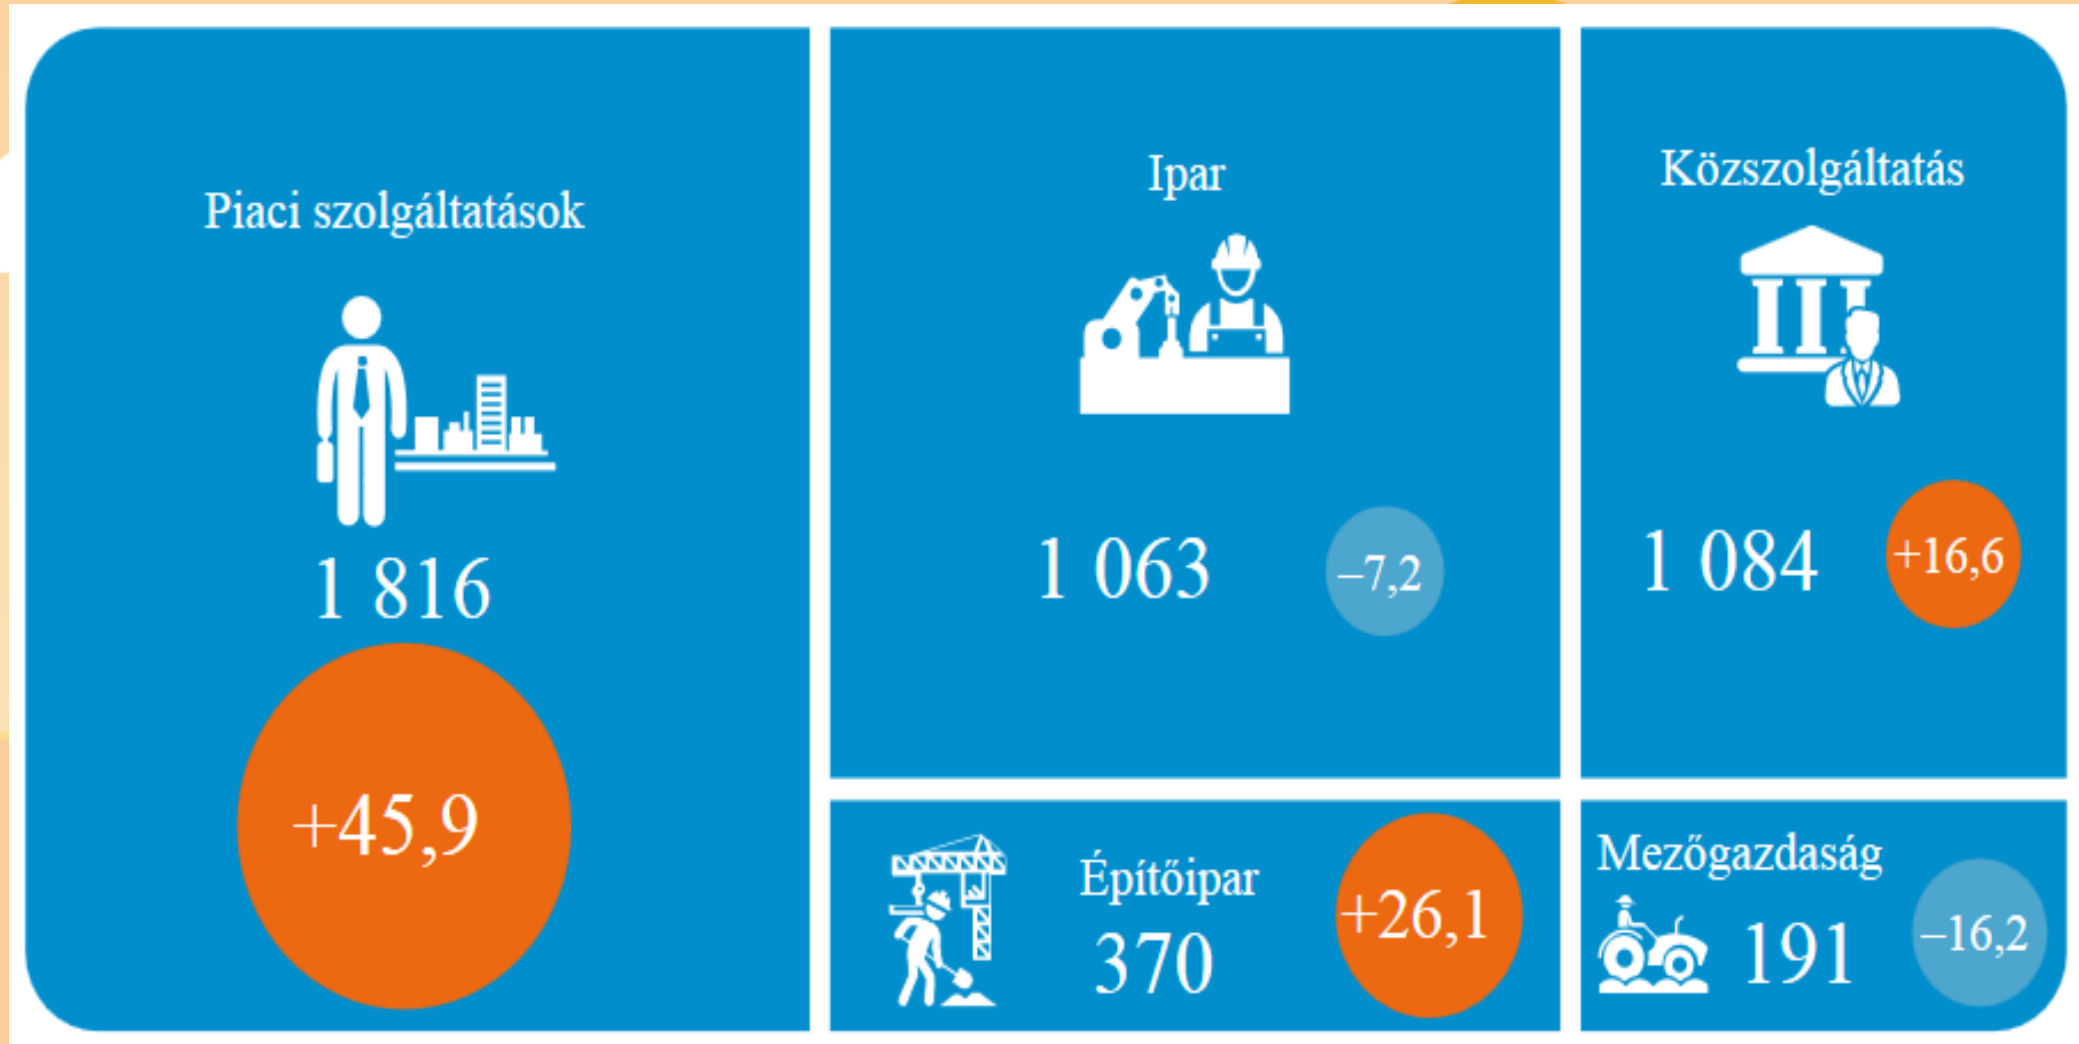 Piaci szolgáltatások
1 816
+45,9
Ipar
1 063
–7,2
Közszolgáltatás
1 084
+16,6
Építőipar
370
+26,1
Mezőgazdaság
191
–16,2